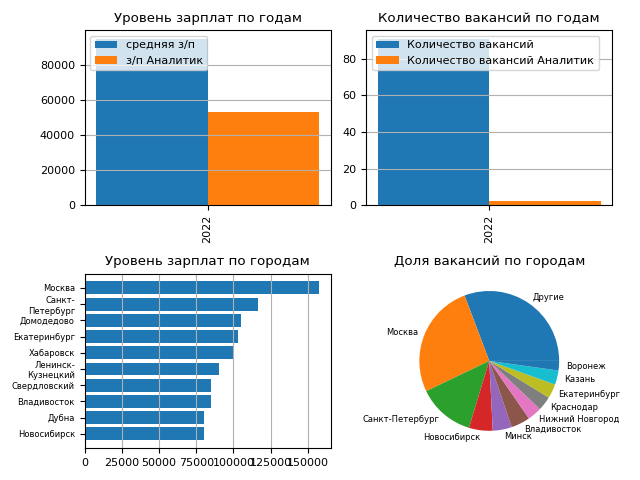 Уровень зарплат по годам
средняя з/п
з/п Аналитик
80000
60000
40000
20000
0
2022
Количество вакансий по годам
Количество вакансий
Количество вакансий Аналитик
80
60
40
20
0
2022
Уровень зарплат по городам
Москва
Санкт-
Петербург
Домодедово
Екатеринбург
Хабаровск
Ленинск-
Кузнецкий
Свердловский
Владивосток
Дубна
Новосибирск
0 25000 50000 75000 100000 125000 150000
Доля вакансий по городам
Другие
Москва
Санкт-Петербург
Новосибирск
Минск
Владивосток
Нижний Новгород
Краснодар
Екатеринбург
Казань
Воронеж